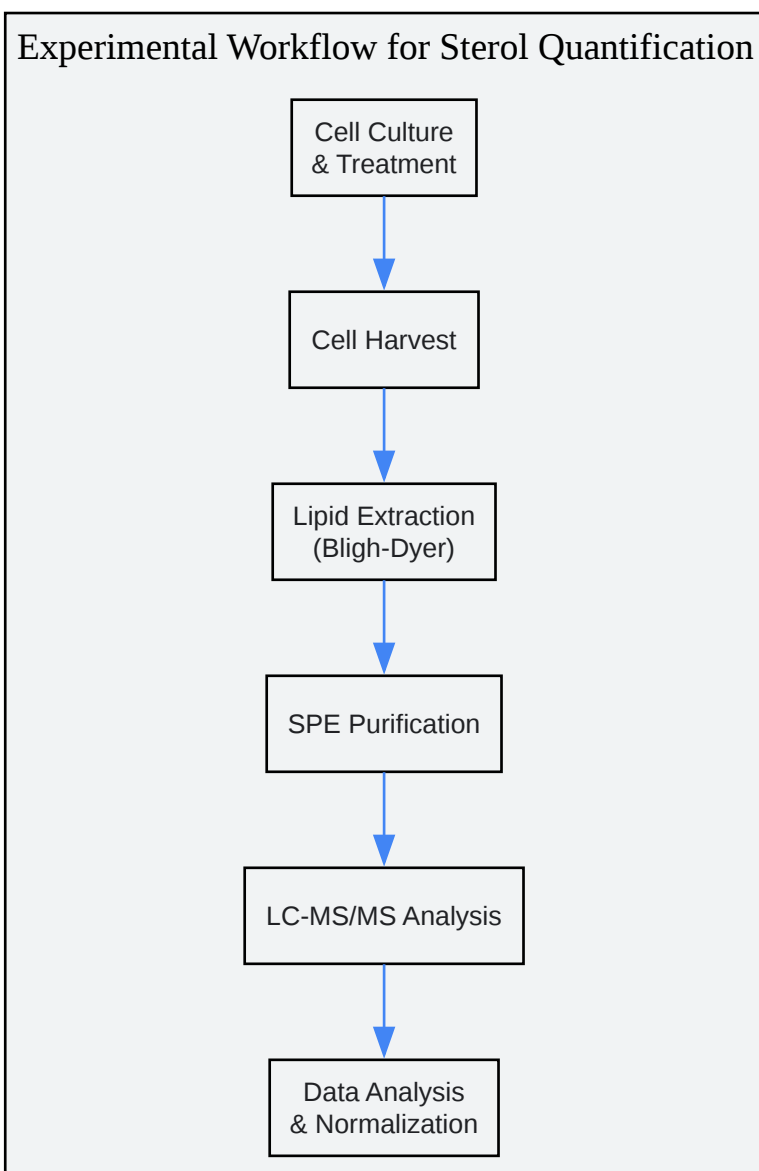 Experimental Workflow for Sterol Quantification
Cell Culture
& Treatment
Cell Harvest
Lipid Extraction
(Bligh-Dyer)
SPE Purification
LC-MS/MS Analysis
Data Analysis
& Normalization